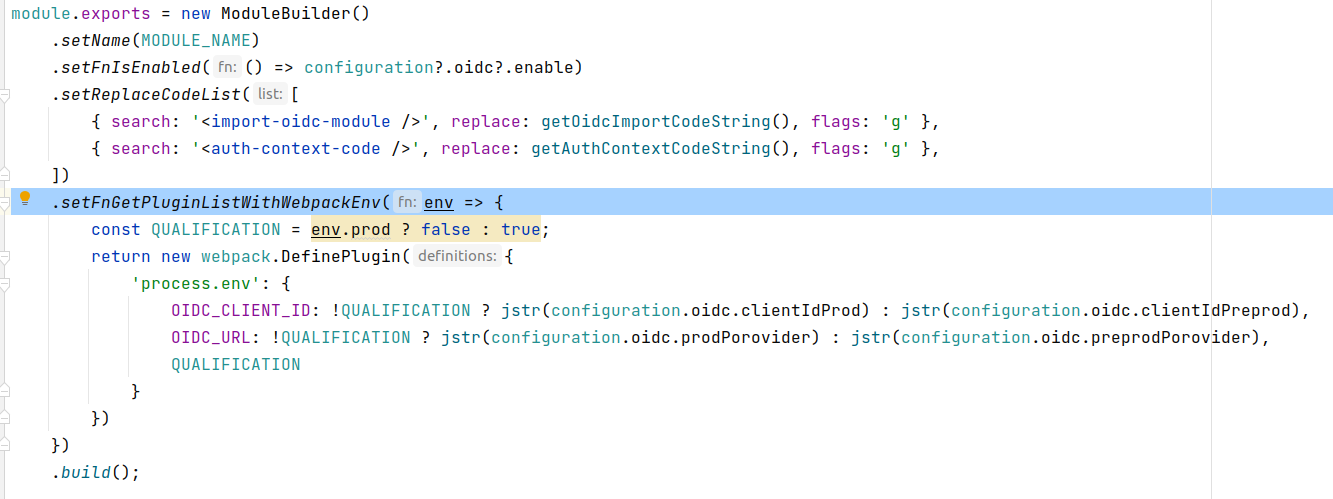 module.exports = new ModuleBuilder()
    .setName(MODULE_NAME)
    .setFnIsEnabled( fn: () => configuration?.oidc?.enable)
    .setReplaceCodeList( list: [
        { search: '<import-oidc-module />', replace: getOidcImportCodeString(), flags: 'g' },
        { search: '<auth-context-code />', replace: getAuthContextCodeString(), flags: 'g' },
    ])
    .setFnGetPluginListWithWebpackEnv( fn: env => {
        const QUALIFICATION = env.prod ? false : true;
        return new webpack.DefinePlugin( definitions: {
            'process.env': {
                OIDC_CLIENT_ID: !QUALIFICATION ? jstr(configuration.oidc.clientIdProd) : jstr(configuration.oidc.clientIdPreprod),
                OIDC_URL: !QUALIFICATION ? jstr(configuration.oidc.prodPorovider) : jstr(configuration.oidc.preprodPorovider),
                QUALIFICATION
            }
        })
    })
    .build();